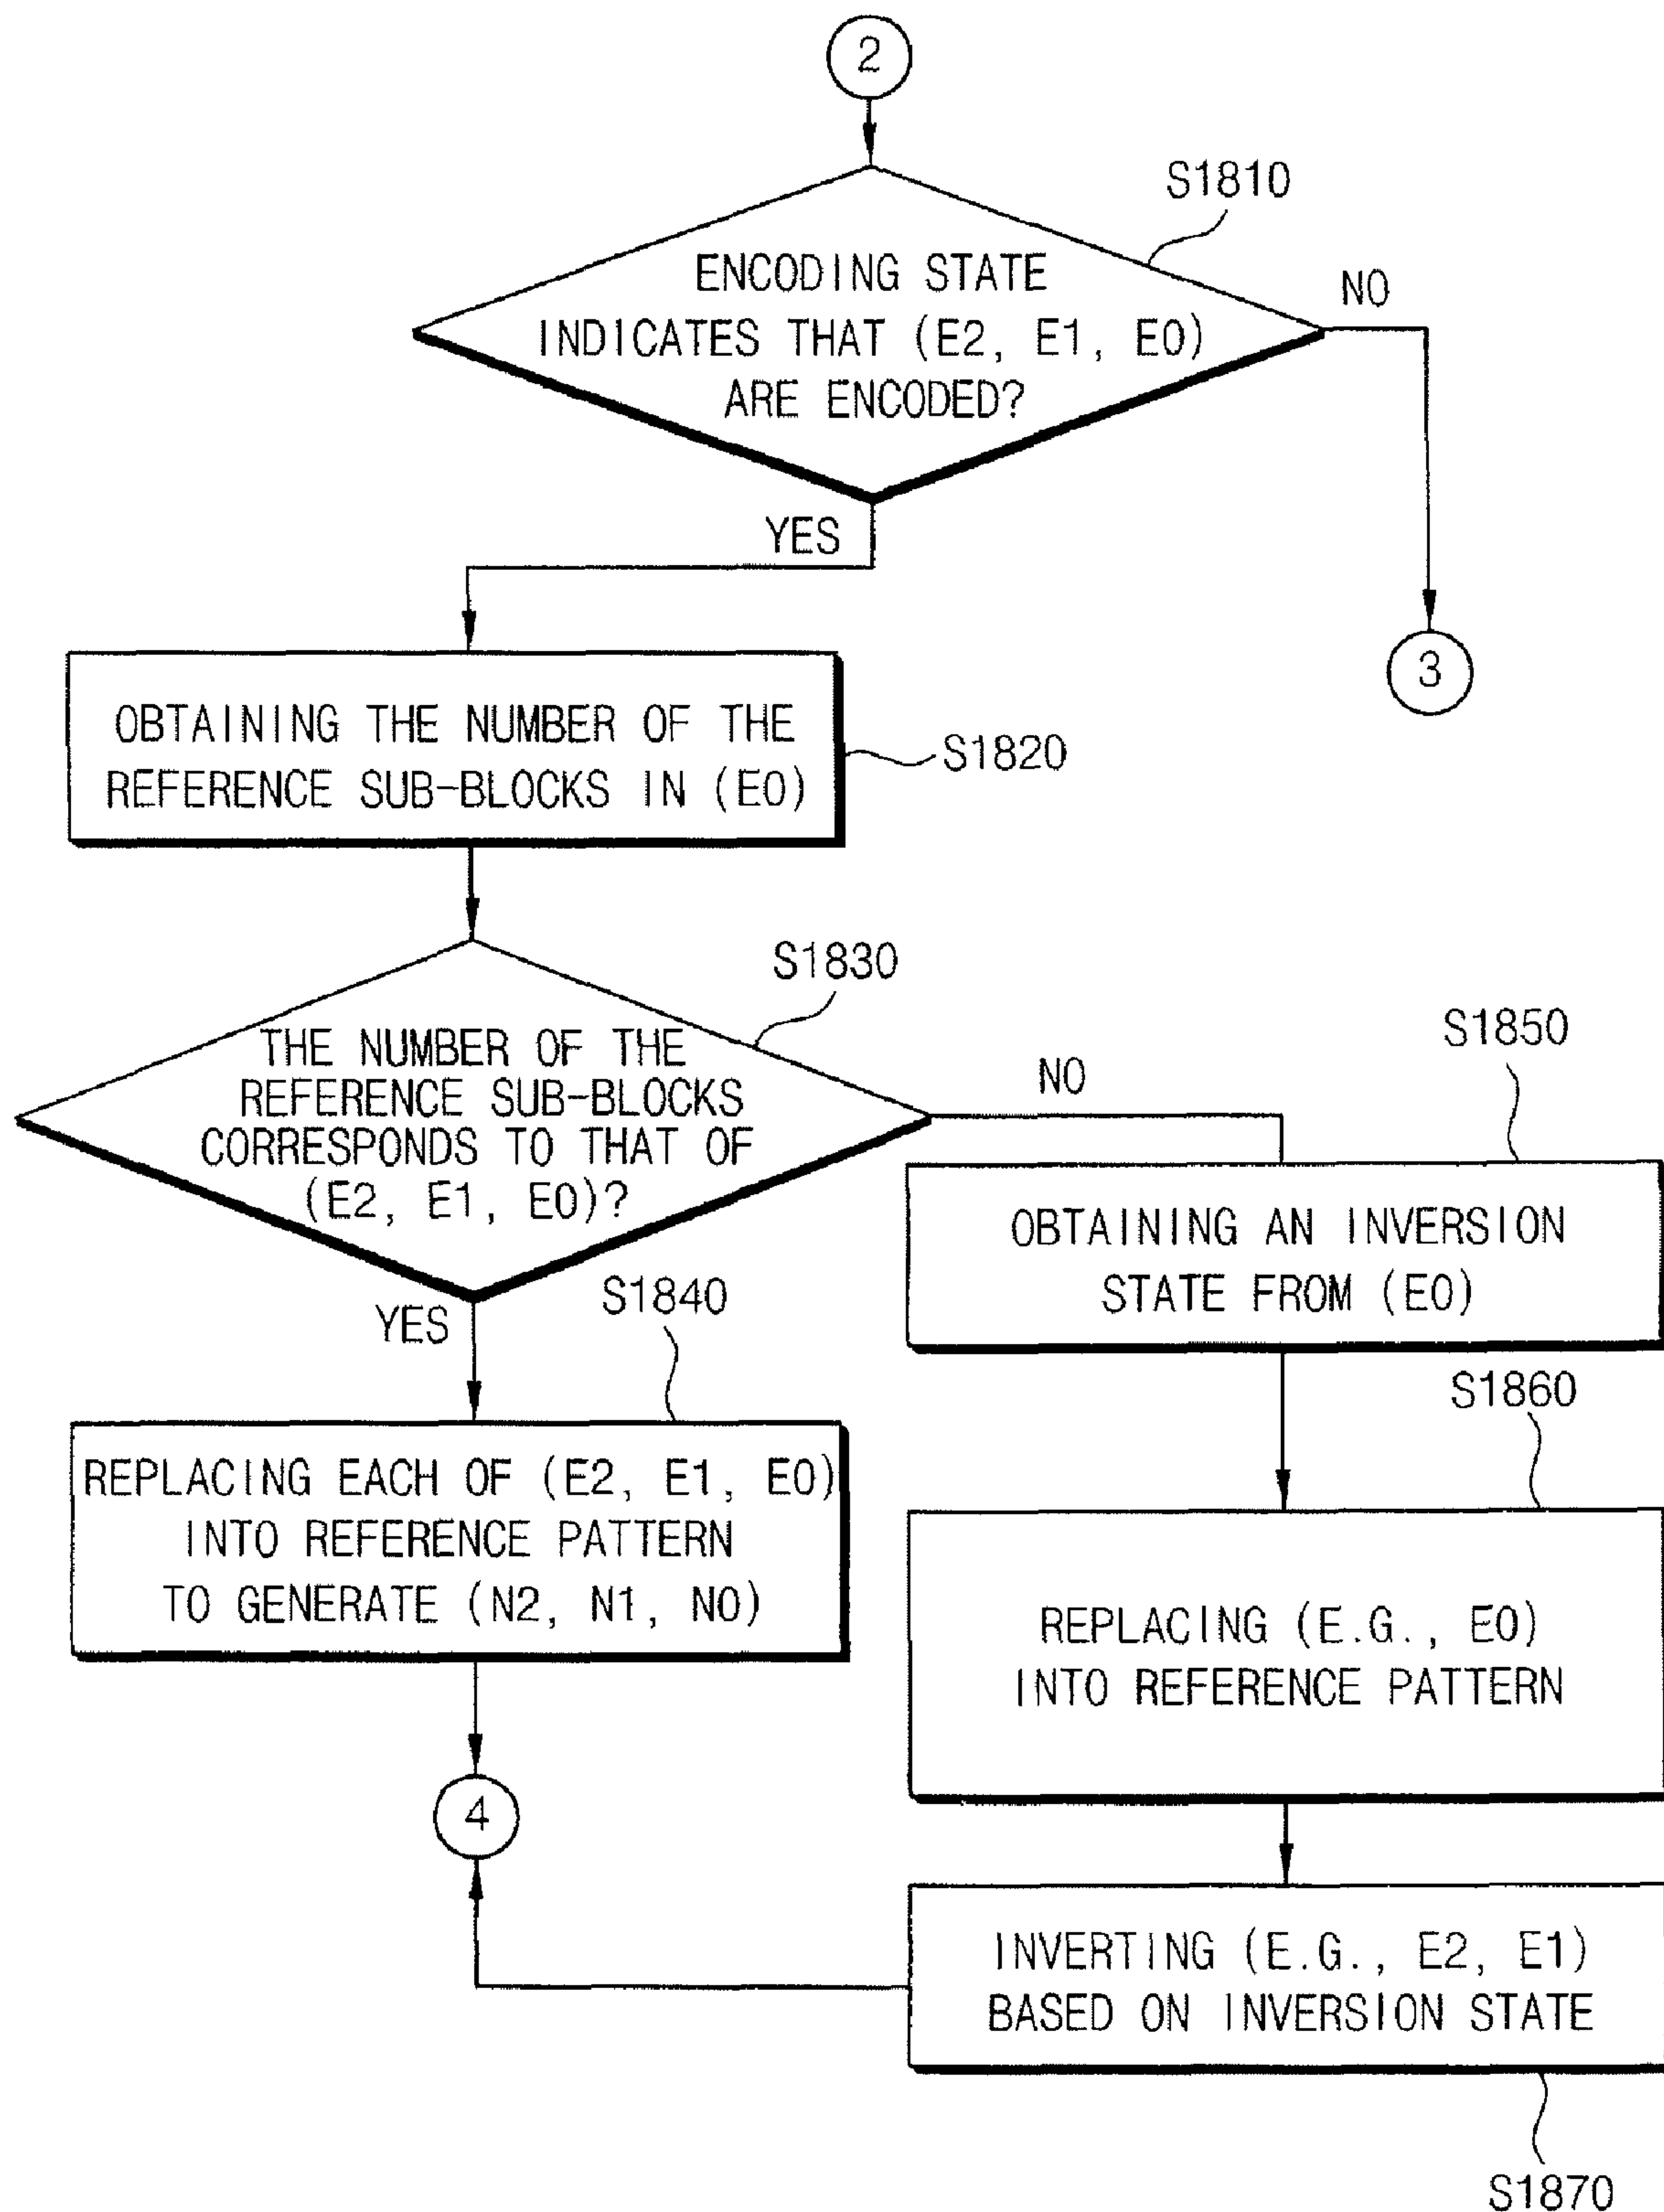 2
S1810
ENCODING STATE
INDICATES THAT (E2, E1, E0)
ARE ENCODED?
NO
YES
3
OBTAINING THE NUMBER OF THE
REFERENCE SUB-BLOCKS IN (E0)
S1820
S1830
THE NUMBER OF THE
REFERENCE SUB-BLOCKS
CORRESPONDS TO THAT OF
(E2, E1, E0)?
NO
YES
S1850
OBTAINING AN INVERSION
STATE FROM (E0)
S1840
REPLACING EACH OF (E2, E1, E0)
INTO REFERENCE PATTERN
TO GENERATE (N2, N1, N0)
S1860
REPLACING (E.G., E0)
INTO REFERENCE PATTERN
4
INVERTING (E.G., E2, E1)
BASED ON INVERSION STATE
S1870